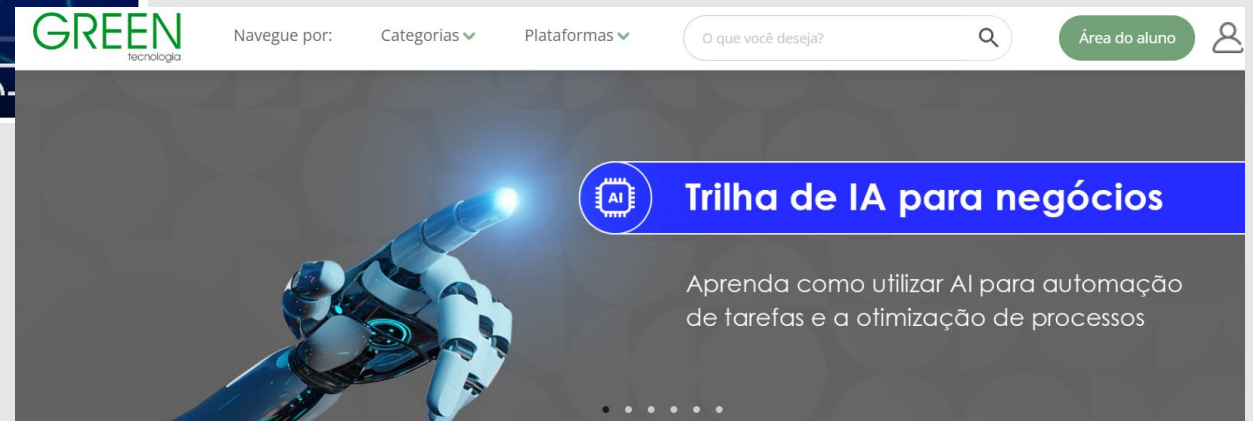 GREEN
tecnologia
Navegue por: Categorias Plataformas O que você deseja? Área do aluno
AI
Trilha de IA para negócios
Aprenda como utilizar AI para automação
de tarefas e a otimização de processos